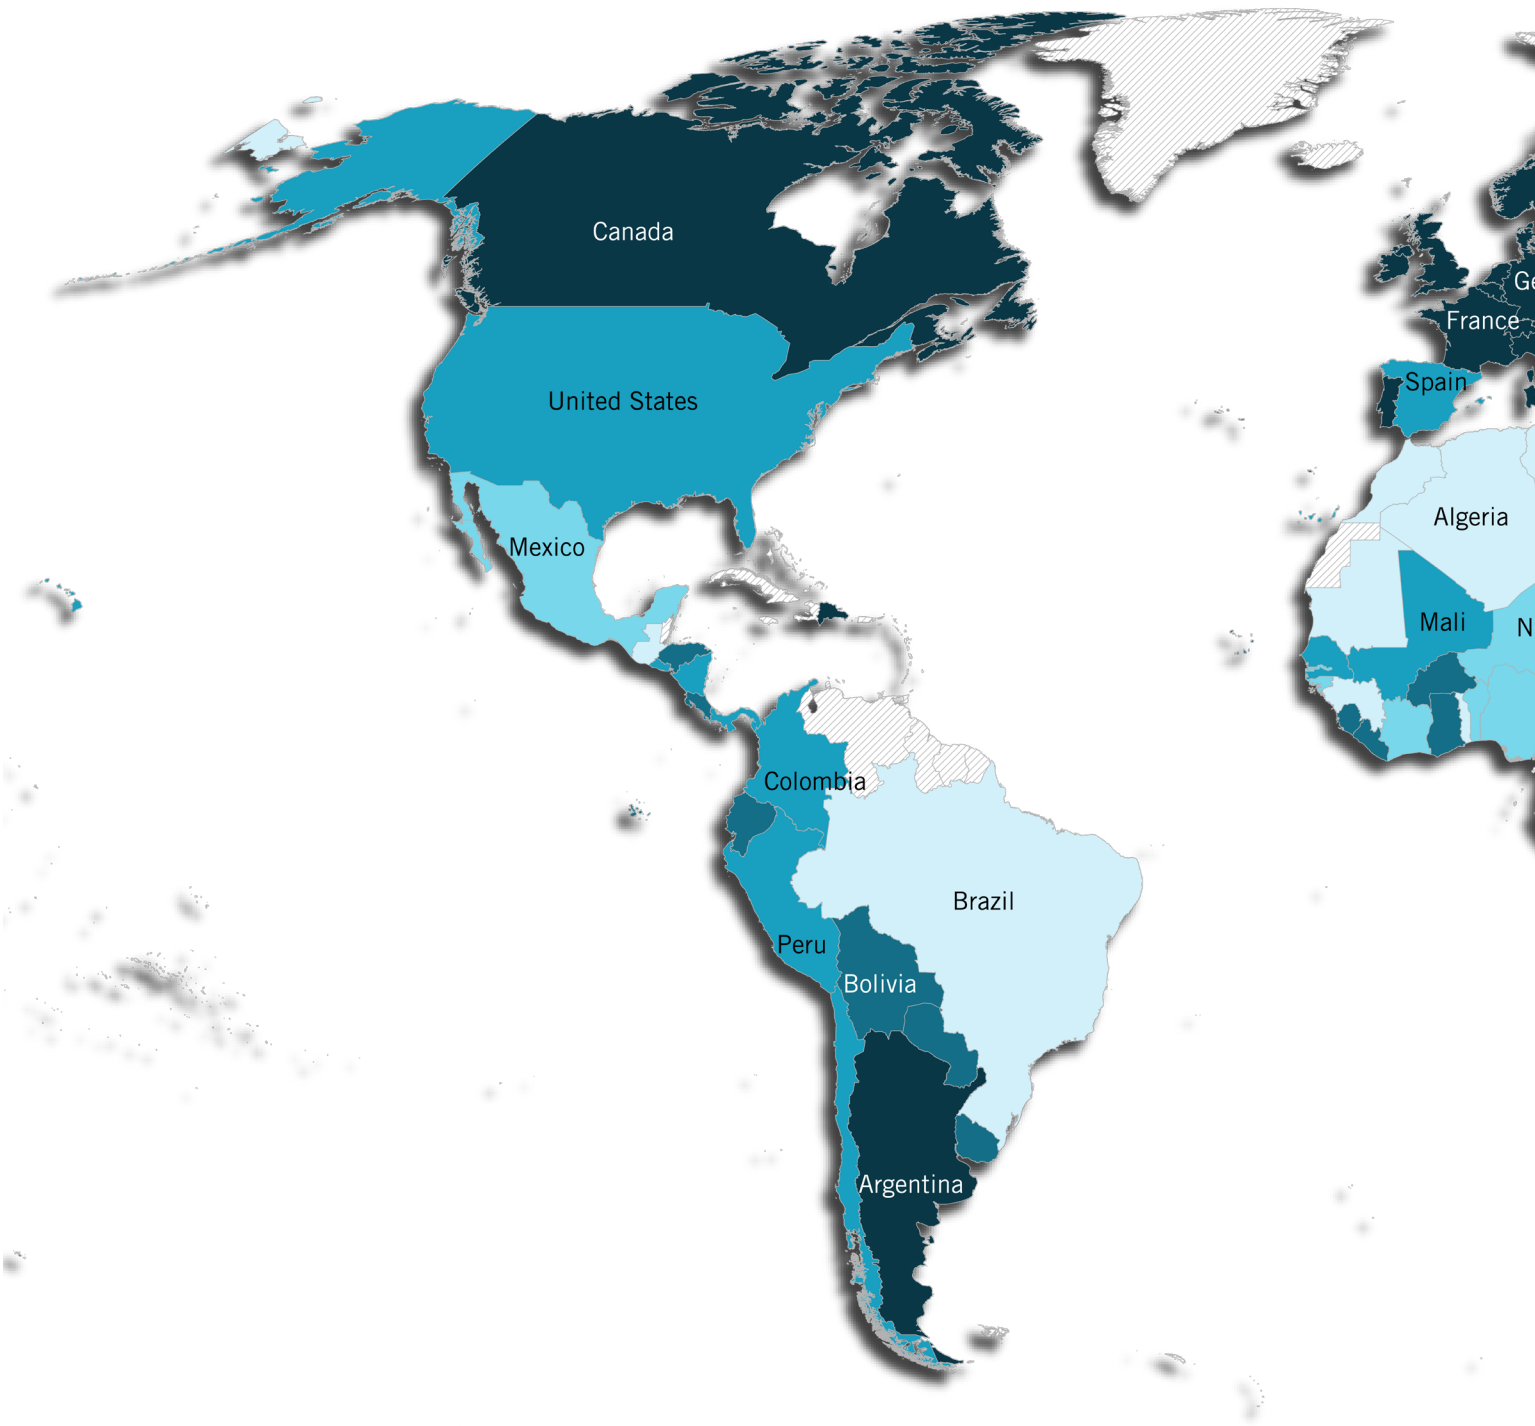 Canada
Ge
France
Spain
United States
Algeria
Mexico
Mali
N
Colombia
Brazil
Peru
Bolivia
Argentina